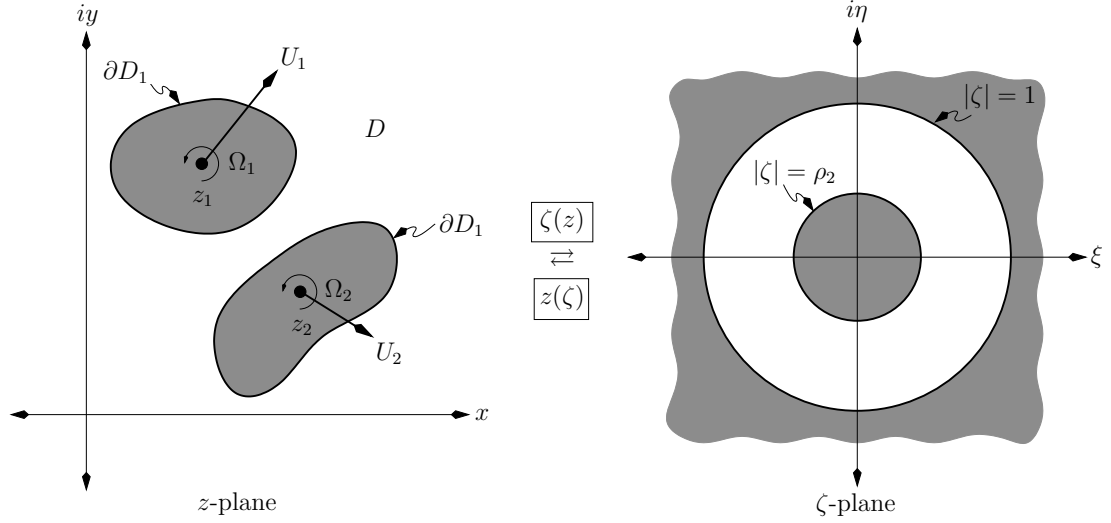 iy
∂D₁
U₁
D
Ω₁
z₁
∂D₁
Ω₂
z₂
U₂
x
z-plane
ζ(z)
⇄
z(ζ)
iη
|ζ| = 1
|ζ| = ρ₂
ξ
ζ-plane